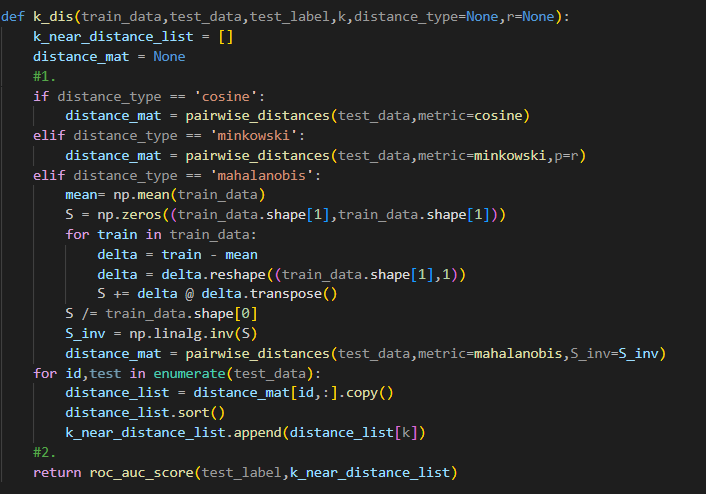 def k_dis(train_data,test_data,test_label,k,distance_type=None,r=None):
    k_near_distance_list = []
    distance_mat = None
    #1.
    if distance_type == 'cosine':
        distance_mat = pairwise_distances(test_data,metric=cosine)
    elif distance_type == 'minkowski':
        distance_mat = pairwise_distances(test_data,metric=minkowski,p=r)
    elif distance_type == 'mahalanobis':
        mean= np.mean(train_data)
        S = np.zeros((train_data.shape[1],train_data.shape[1]))
        for train in train_data:
            delta = train - mean
            delta = delta.reshape((train_data.shape[1],1))
            S += delta @ delta.transpose()
        S /= train_data.shape[0]
        S_inv = np.linalg.inv(S)
        distance_mat = pairwise_distances(test_data,metric=mahalanobis,S_inv=S_inv)
    for id,test in enumerate(test_data):
        distance_list = distance_mat[id,:].copy()
        distance_list.sort()
        k_near_distance_list.append(distance_list[k])
    #2.
    return roc_auc_score(test_label,k_near_distance_list)